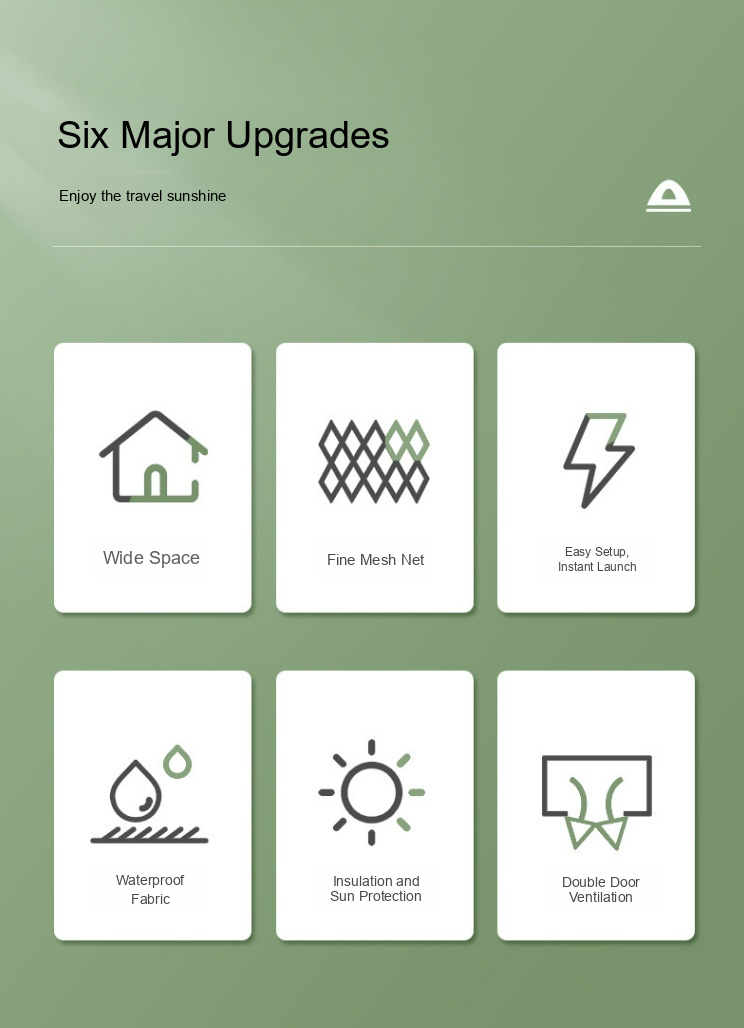 Six Major Upgrades
Enjoy the travel sunshine
Wide Space
Fine Mesh Net
Easy Setup,
Instant Launch
Waterproof
Fabric
Insulation and
Sun Protection
Double Door
Ventilation